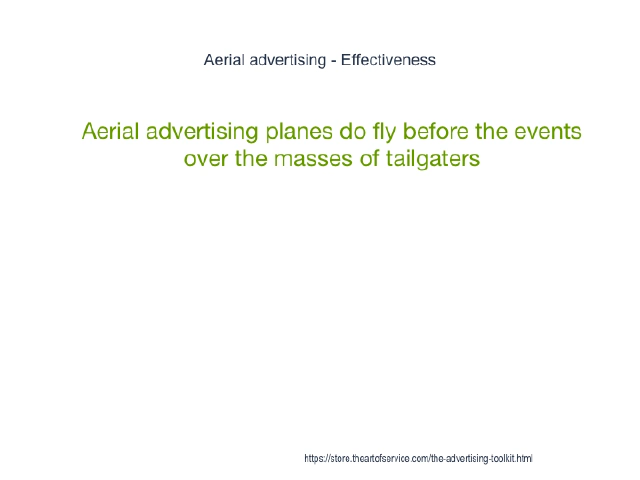 Aerial advertising - Effectiveness
Aerial advertising planes do fly before the events
over the masses of tailgaters
https://store.theartofservice.com/the-advertising-toolkit.html